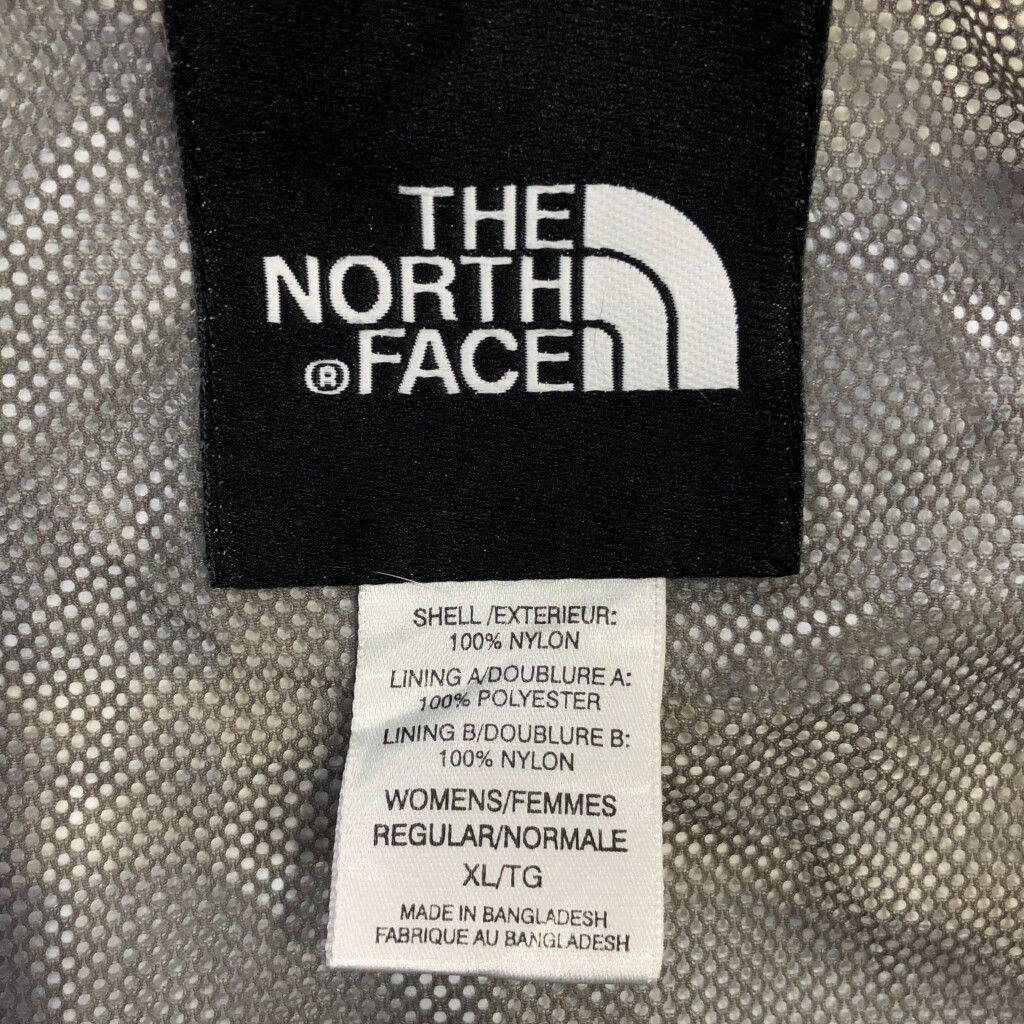 THE
NORTH
® FACE
SHELL /EXTERIEUR:
100% NYLON
LINING A/DOUBLURE A:
100% POLYESTER
LINING B/DOUBLURE B:
100% NYLON
WOMENS/FEMMES
REGULAR/NORMALE
XL/TG
MADE IN BANGLADESH
FABRIQUE AU BANGLADESH